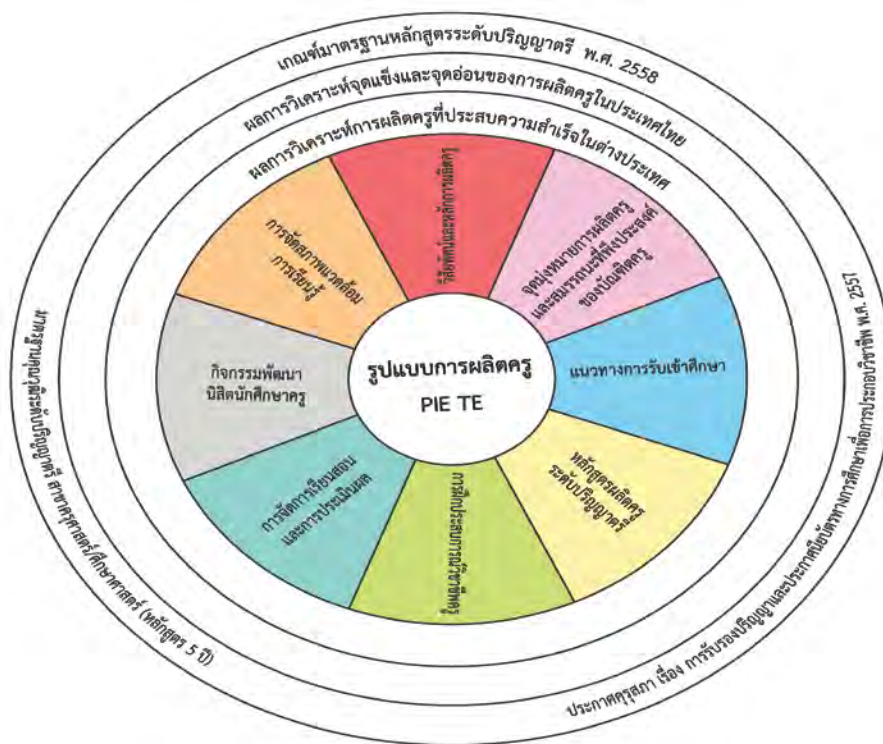 เกณฑ์มาตรฐานหลักสูตรระดับปริญญาตรี พ.ศ. 2558
ผลการวิเคราะห์จุดแข็งและจุดอ่อนของการผลิตครูในประเทศไทย
ผลการวิเคราะห์การผลิตครูที่ประสบความสำเร็จในต่างประเทศ
วิสัยทัศน์และหลักการผลิตครู
จุดมุ่งหมายการผลิตครู
และสมรรถนะที่พึงประสงค์
ของบัณฑิตครู
แนวทางการรับเข้าศึกษา
หลักสูตรผลิตครู
ระดับปริญญาตรี
การฝึกประสบการณ์วิชาชีพครู
การจัดการเรียนสอน
และการประเมินผล
กิจกรรมพัฒนา
นิสิตนักศึกษาครู
การจัดสภาพแวดล้อม
การเรียนรู้
รูปแบบการผลิตครู
PIE TE
ประกาศคุรุสภา เรื่อง การรับรองปริญญาและประกาศนียบัตรทางการศึกษาเพื่อการประกอบวิชาชีพ พ.ศ. 2557
มาตรฐานคุณวุฒิระดับปริญญาตรี สาขาครุศาสตร์/ศึกษาศาสตร์ (หลักสูตร 5 ปี)